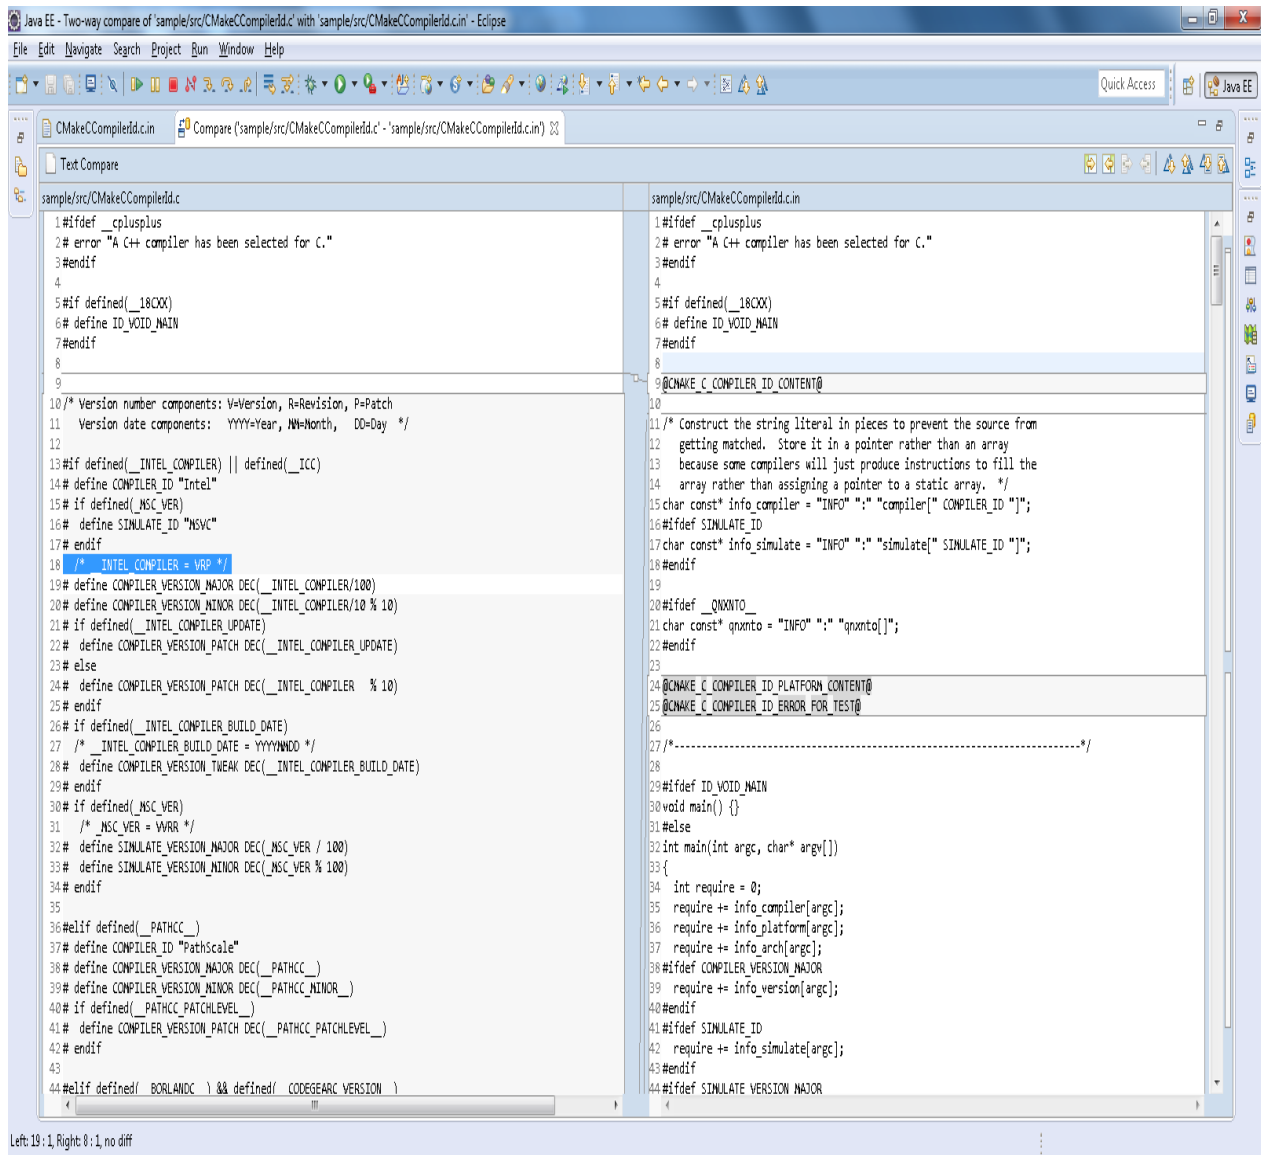 Java EE - Two-way compare of 'sample/src/CMakeCCompilerId.c' with 'sample/src/CMakeCCompilerId.c.in' - Eclipse
File Edit Navigate Search Project Run Window Help
Quick Access
Java EE
CMakeCCompilerId.c.in
Compare ('sample/src/CMakeCCompilerId.c' - 'sample/src/CMakeCCompilerId.c.in')
Text Compare
sample/src/CMakeCCompilerId.c
1 #ifdef __cplusplus
2 # error "A C++ compiler has been selected for C."
3 #endif
4
5 #if defined(__18CXX)
6 # define ID_VOID_MAIN
7 #endif
8
9
10 /* Version number components: V=Version, R=Revision, P=Patch
11    Version date components:   YYYY=Year, MM=Month,   DD=Day  */
12
13 #if defined(__INTEL_COMPILER) || defined(__ICC)
14 # define COMPILER_ID "Intel"
15 # if defined(_MSC_VER)
16 #  define SIMULATE_ID "MSVC"
17 # endif
18   /* __INTEL_COMPILER = VRP */
19 # define COMPILER_VERSION_MAJOR DEC(__INTEL_COMPILER/100)
20 # define COMPILER_VERSION_MINOR DEC(__INTEL_COMPILER/10 % 10)
21 # if defined(__INTEL_COMPILER_UPDATE)
22 #  define COMPILER_VERSION_PATCH DEC(__INTEL_COMPILER_UPDATE)
23 # else
24 #  define COMPILER_VERSION_PATCH DEC(__INTEL_COMPILER   % 10)
25 # endif
26 # if defined(__INTEL_COMPILER_BUILD_DATE)
27   /* __INTEL_COMPILER_BUILD_DATE = YYYYMMDD */
28 #  define COMPILER_VERSION_TWEAK DEC(__INTEL_COMPILER_BUILD_DATE)
29 # endif
30 # if defined(_MSC_VER)
31    /* _MSC_VER = VVRR */
32 #  define SIMULATE_VERSION_MAJOR DEC(_MSC_VER / 100)
33 #  define SIMULATE_VERSION_MINOR DEC(_MSC_VER % 100)
34 # endif
35
36 #elif defined(__PATHCC__)
37 # define COMPILER_ID "PathScale"
38 # define COMPILER_VERSION_MAJOR DEC(__PATHCC__)
39 # define COMPILER_VERSION_MINOR DEC(__PATHCC_MINOR__)
40 # if defined(__PATHCC_PATCHLEVEL__)
41 #  define COMPILER_VERSION_PATCH DEC(__PATHCC_PATCHLEVEL__)
42 # endif
43
44 #elif defined(__BORLANDC__) && defined(__CODEGEARC_VERSION__)
sample/src/CMakeCCompilerId.c.in
1 #ifdef __cplusplus
2 # error "A C++ compiler has been selected for C."
3 #endif
4
5 #if defined(__18CXX)
6 # define ID_VOID_MAIN
7 #endif
8
9 @CMAKE_C_COMPILER_ID_CONTENT@
10
11 /* Construct the string literal in pieces to prevent the source from
12    getting matched.  Store it in a pointer rather than an array
13    because some compilers will just produce instructions to fill the
14    array rather than assigning a pointer to a static array.  */
15 char const* info_compiler = "INFO" ":" "compiler[" COMPILER_ID "]";
16 #ifdef SIMULATE_ID
17 char const* info_simulate = "INFO" ":" "simulate[" SIMULATE_ID "]";
18 #endif
19
20 #ifdef __QNXNTO__
21 char const* qnxnto = "INFO" ":" "qnxnto[]";
22 #endif
23
24 @CMAKE_C_COMPILER_ID_PLATFORM_CONTENT@
25 @CMAKE_C_COMPILER_ID_ERROR_FOR_TEST@
26
27 /*--------------------------------------------------------------------------*/
28
29 #ifdef ID_VOID_MAIN
30 void main() {}
31 #else
32 int main(int argc, char* argv[])
33 {
34   int require = 0;
35   require += info_compiler[argc];
36   require += info_platform[argc];
37   require += info_arch[argc];
38 #ifdef COMPILER_VERSION_MAJOR
39   require += info_version[argc];
40 #endif
41 #ifdef SIMULATE_ID
42   require += info_simulate[argc];
43 #endif
44 #ifdef SIMULATE_VERSION_MAJOR
Left: 19 : 1, Right: 8 : 1, no diff